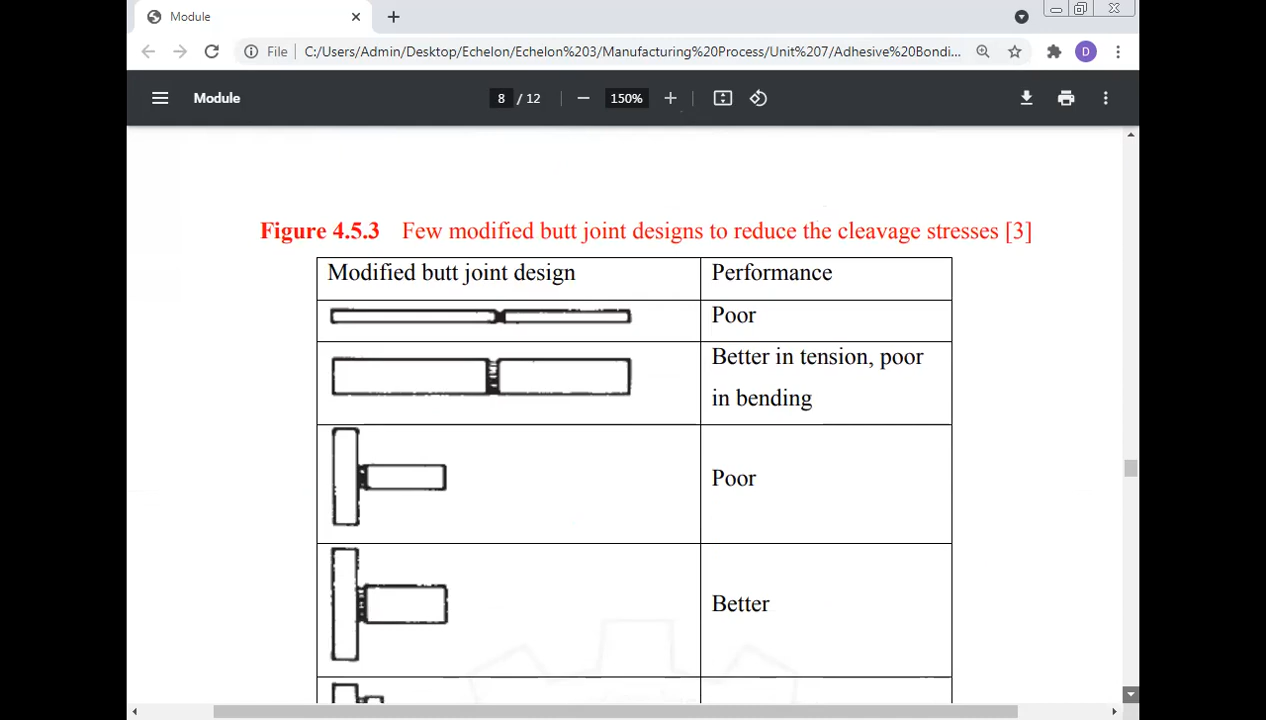 Module
File C:/Users/Admin/Desktop/Echelon/Echelon%203/Manufacturing%20Process/Unit%207/Adhesive%20Bondi... D
Module 8 / 12 150%
Figure 4.5.3 Few modified butt joint designs to reduce the cleavage stresses [3]
Modified butt joint design Performance
Poor
Better in tension, poor
in bending
Poor
Better